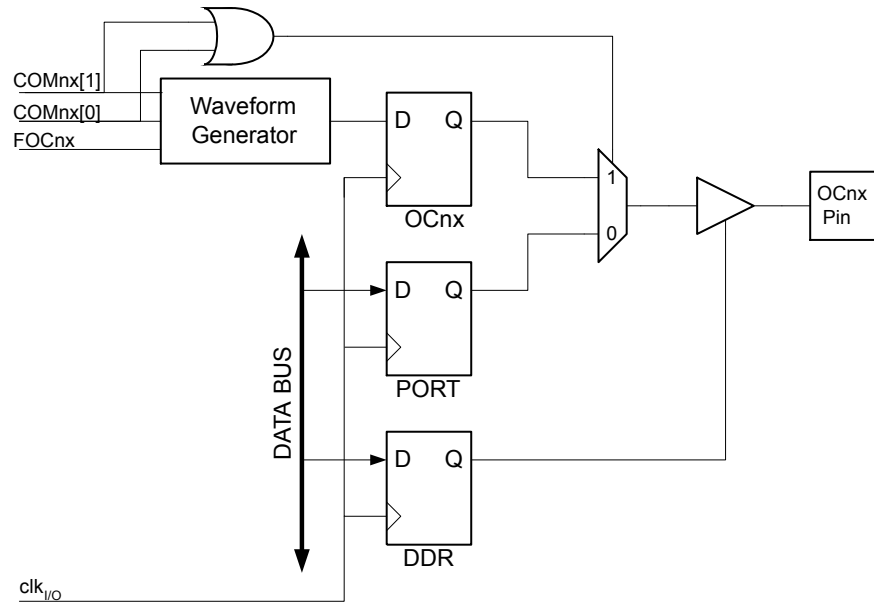 COMnx[1]
COMnx[0]
FOCnx
Waveform
Generator
D Q
OCnx
1
0
OCnx
Pin
D Q
PORT
DATA BUS
D Q
DDR
clkI/O